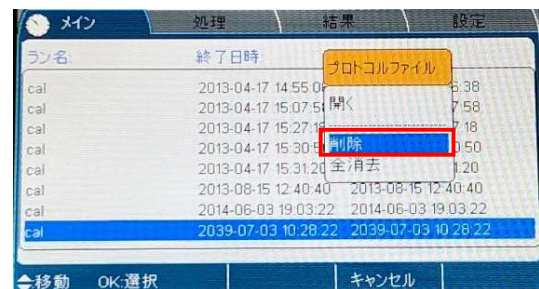 メイン 処理 結果 設定
ラン名: 終了日時:
プロトコルファイル
開く
削除
全消去
cal 2013-04-17 14:55:0 6:38
cal 2013-04-17 15:07:5 7:58
cal 2013-04-17 15:27:1 7:18
cal 2013-04-17 15:30:5 0:50
cal 2013-04-17 15:31:20 1:20
cal 2013-08-15 12:40:40 2013-08-15 12:40:40
cal 2014-06-03 19:03:22 2014-06-03 19:03:22
cal 2039-07-03 10:28:22 2039-07-03 10:28:22
移動 OK:選択 キャンセル